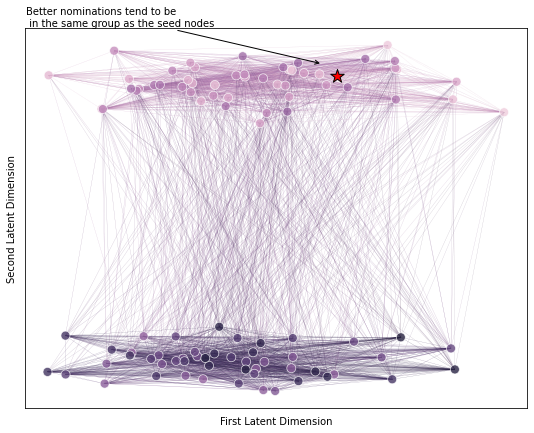 Better nominations tend to be
in the same group as the seed nodes
Second Latent Dimension
First Latent Dimension